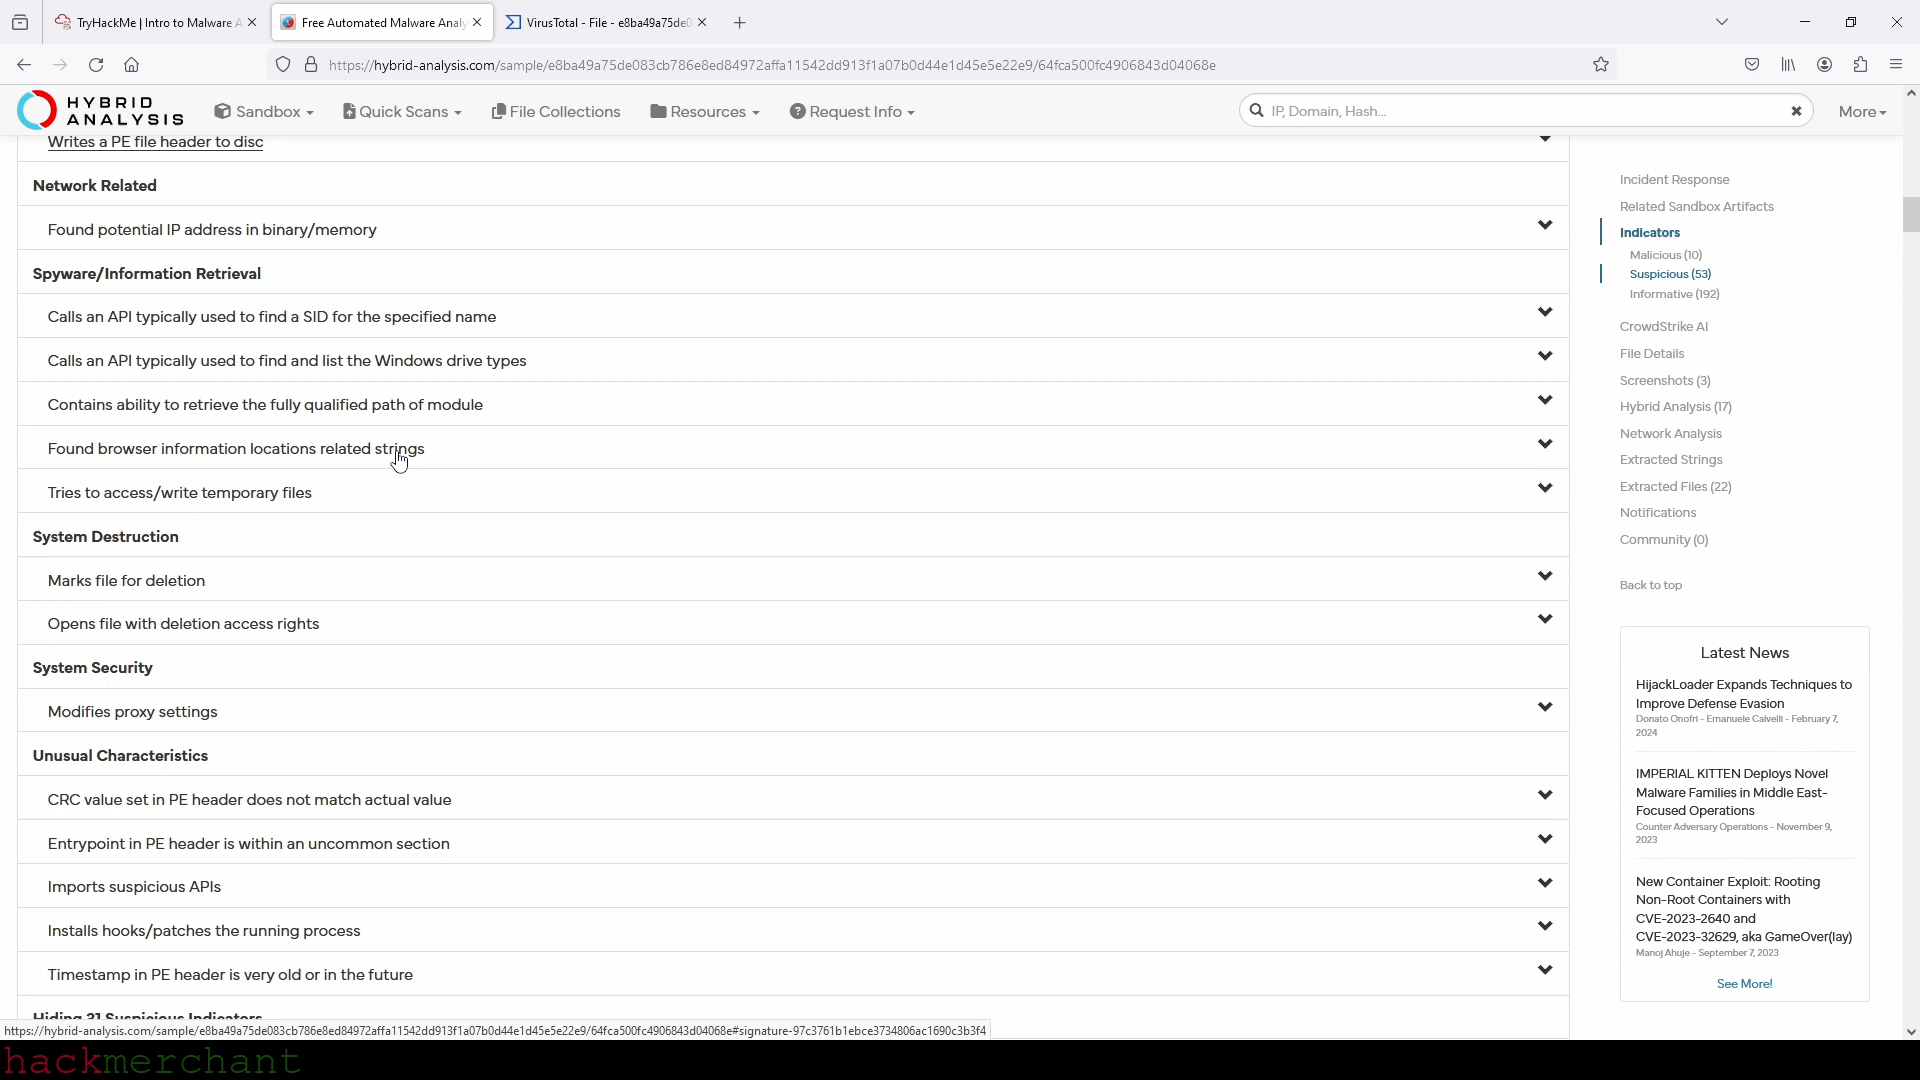 TryHackMe | Intro to Malware A
Free Automated Malware Analy
VirusTotal - File - e8ba49a75de0
https://hybrid-analysis.com/sample/e8ba49a75de083cb786e8ed84972affa11542dd913f1a07b0d44e1d45e5e22e9/64fca500fc4906843d04068e
HYBRID
ANALYSIS
Sandbox
Quick Scans
File Collections
Resources
Request Info
IP, Domain, Hash...
More
Writes a PE file header to disc
Network Related
Found potential IP address in binary/memory
Spyware/Information Retrieval
Calls an API typically used to find a SID for the specified name
Calls an API typically used to find and list the Windows drive types
Contains ability to retrieve the fully qualified path of module
Found browser information locations related strings
Tries to access/write temporary files
System Destruction
Marks file for deletion
Opens file with deletion access rights
System Security
Modifies proxy settings
Unusual Characteristics
CRC value set in PE header does not match actual value
Entrypoint in PE header is within an uncommon section
Imports suspicious APIs
Installs hooks/patches the running process
Timestamp in PE header is very old or in the future
Hiding 31 Suspicious Indicators
Incident Response
Related Sandbox Artifacts
Indicators
Malicious (10)
Suspicious (53)
Informative (192)
CrowdStrike AI
File Details
Screenshots (3)
Hybrid Analysis (17)
Network Analysis
Extracted Strings
Extracted Files (22)
Notifications
Community (0)
Back to top
Latest News
HijackLoader Expands Techniques to
Improve Defense Evasion
Donato Onofri - Emanuele Calvelli - February 7,
2024
IMPERIAL KITTEN Deploys Novel
Malware Families in Middle East-
Focused Operations
Counter Adversary Operations - November 9,
2023
New Container Exploit: Rooting
Non-Root Containers with
CVE-2023-2640 and
CVE-2023-32629, aka GameOver(lay)
Manoj Ahuje - September 7, 2023
See More!
https://hybrid-analysis.com/sample/e8ba49a75de083cb786e8ed84972affa11542dd913f1a07b0d44e1d45e5e22e9/64fca500fc4906843d04068e#signature-97c3761b1ebce3734806ac1690c3b3f4
hackmerchant